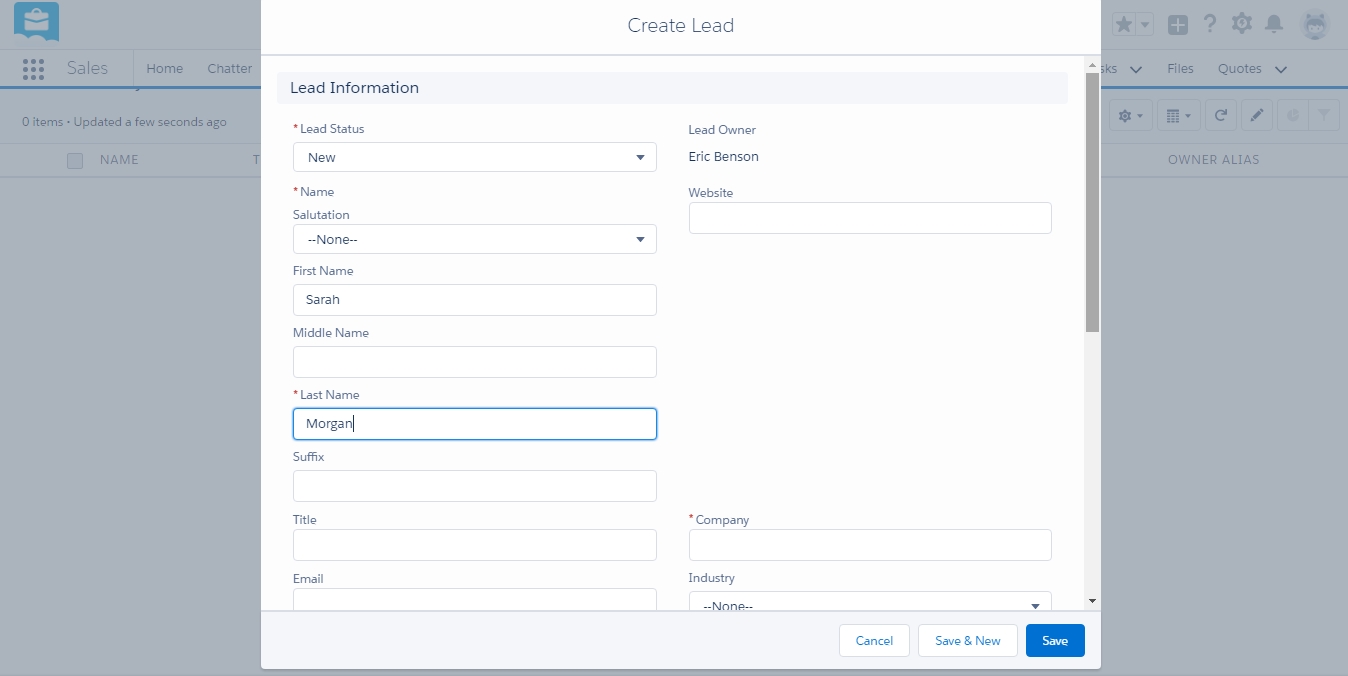 Create Lead
Sales
Home
Chatter
sks
Files
Quotes
0 items • Updated a few seconds ago
NAME
T
OWNER ALIAS
Lead Information
* Lead Status
New
Lead Owner
Eric Benson
* Name
Salutation
--None--
Website
First Name
Sarah
Middle Name
* Last Name
Morgan
Suffix
Title
* Company
Email
Industry
--None--
Cancel
Save & New
Save